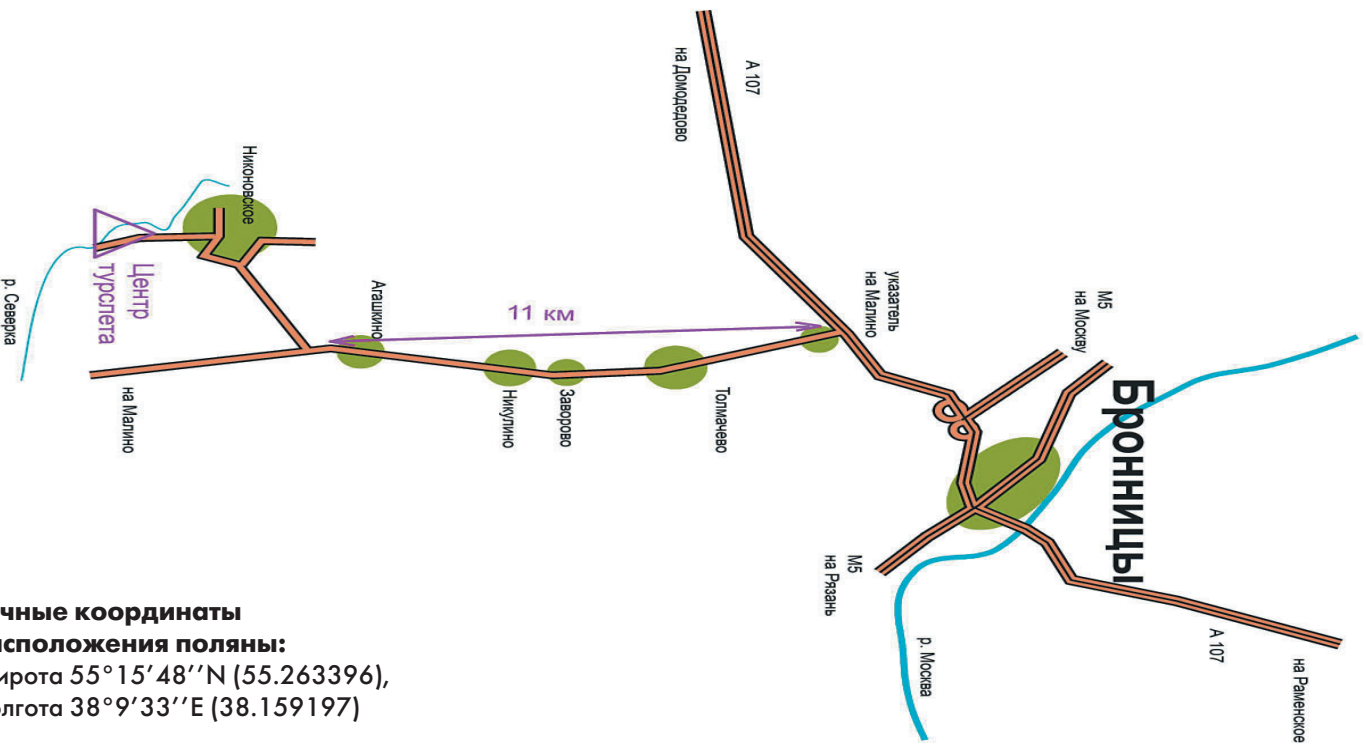 А 107
на Домодедово
указатель
на Малино
М5
на Москву
Бронницы
М5
на Рязань
р. Москва
А 107
на Раменское
11 км
Толмачево
Заворово
Никулино
Агашкино
на Малино
Никоновское
Центр
турслета
р. Северка
чные координаты
сположения поляны:
ирота 55°15’48’’N (55.263396),
олгота 38°9’33’’E (38.159197)